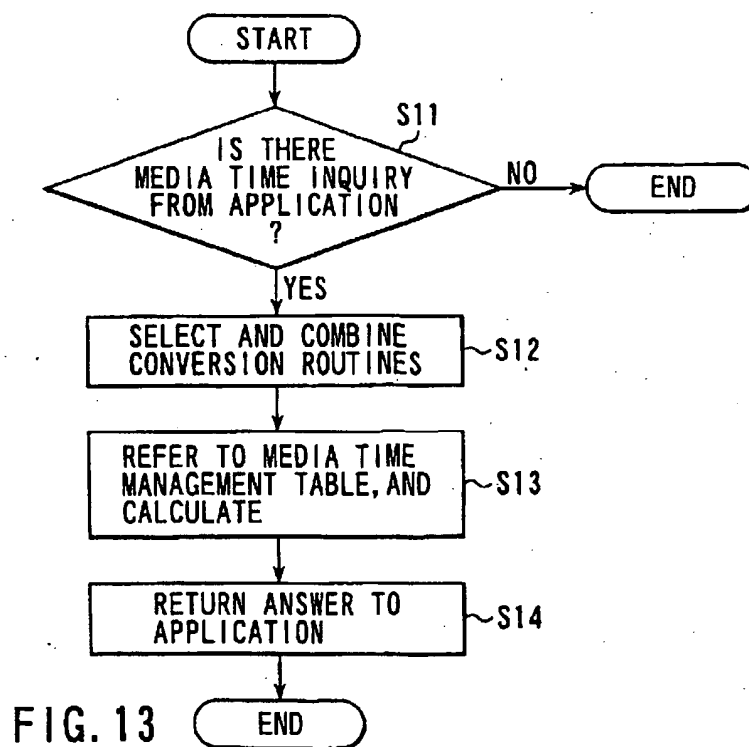 START
S11
IS THERE
MEDIA TIME INQUIRY
FROM APPLICATION
?
NO
END
YES
SELECT AND COMBINE
CONVERSION ROUTINES
S12
REFER TO MEDIA TIME
MANAGEMENT TABLE, AND
CALCULATE
S13
RETURN ANSWER TO
APPLICATION
S14
FIG. 13
END